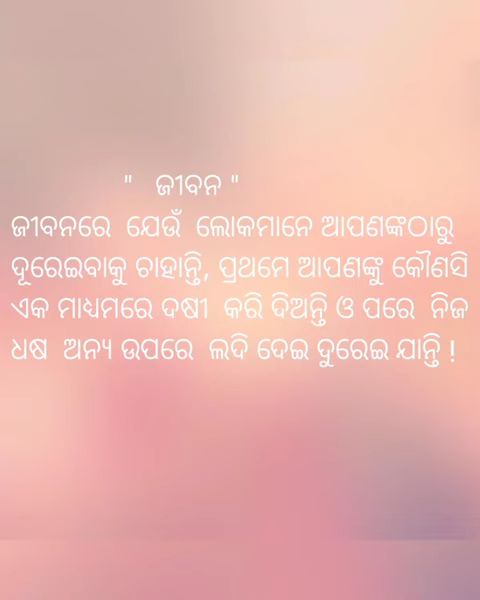 " ଜୀବନ "
ଜୀବନରେ ଯେଉଁ ଲୋକମାନେ ଆପଣଙ୍କଠାରୁ
ଦୂରେଇବାକୁ ଚାହାନ୍ତି, ପ୍ରଥମେ ଆପଣଙ୍କୁ କୌଣସି
ଏକ ମାଧ୍ୟମରେ ଦଷୀ କରି ଦିଅନ୍ତି ଓ ପରେ ନିଜ
ଧଷ ଅନ୍ୟ ଉପରେ ଲଦି ଦେଇ ଦୁରେଇ ଯାନ୍ତି !